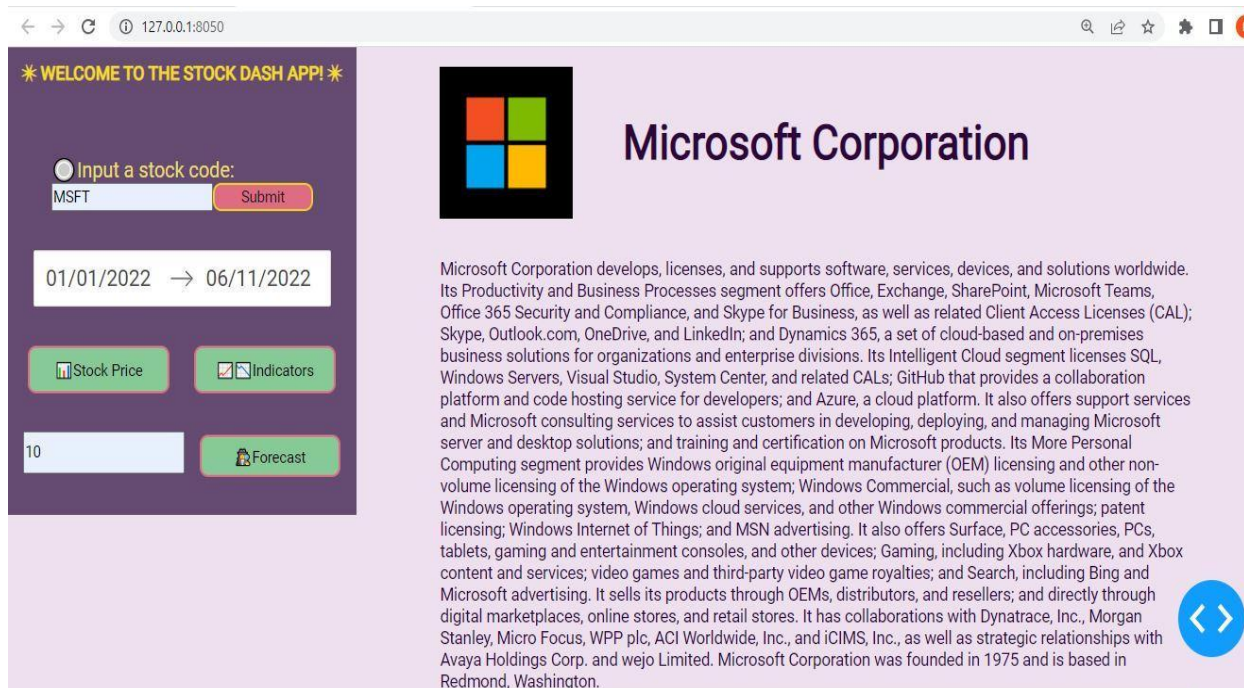 127.0.0.1:8050
✴ WELCOME TO THE STOCK DASH APP! ✴
Input a stock code:
MSFT
Submit
01/01/2022 → 06/11/2022
Stock Price
Indicators
10
Forecast
Microsoft Corporation
Microsoft Corporation develops, licenses, and supports software, services, devices, and solutions worldwide.
Its Productivity and Business Processes segment offers Office, Exchange, SharePoint, Microsoft Teams,
Office 365 Security and Compliance, and Skype for Business, as well as related Client Access Licenses (CAL);
Skype, Outlook.com, OneDrive, and LinkedIn; and Dynamics 365, a set of cloud-based and on-premises
business solutions for organizations and enterprise divisions. Its Intelligent Cloud segment licenses SQL,
Windows Servers, Visual Studio, System Center, and related CALs; GitHub that provides a collaboration
platform and code hosting service for developers; and Azure, a cloud platform. It also offers support services
and Microsoft consulting services to assist customers in developing, deploying, and managing Microsoft
server and desktop solutions; and training and certification on Microsoft products. Its More Personal
Computing segment provides Windows original equipment manufacturer (OEM) licensing and other non-
volume licensing of the Windows operating system; Windows Commercial, such as volume licensing of the
Windows operating system, Windows cloud services, and other Windows commercial offerings; patent
licensing; Windows Internet of Things; and MSN advertising. It also offers Surface, PC accessories, PCs,
tablets, gaming and entertainment consoles, and other devices; Gaming, including Xbox hardware, and Xbox
content and services; video games and third-party video game royalties; and Search, including Bing and
Microsoft advertising. It sells its products through OEMs, distributors, and resellers; and directly through
digital marketplaces, online stores, and retail stores. It has collaborations with Dynatrace, Inc., Morgan
Stanley, Micro Focus, WPP plc, ACI Worldwide, Inc., and iCIMS, Inc., as well as strategic relationships with
Avaya Holdings Corp. and wejo Limited. Microsoft Corporation was founded in 1975 and is based in
Redmond, Washington.